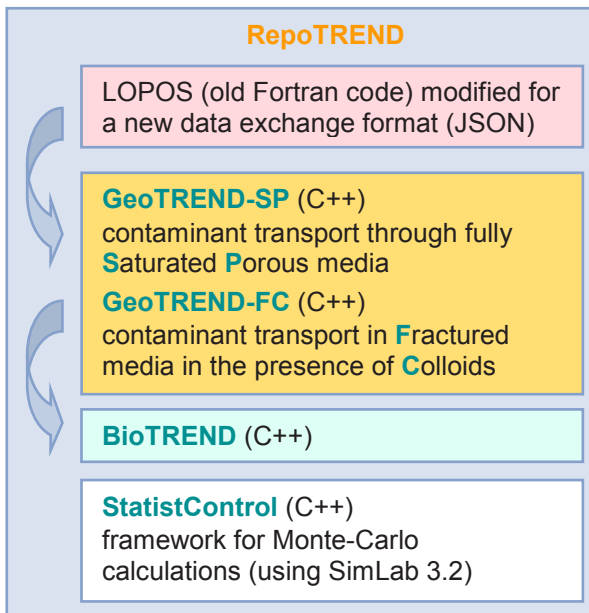 RepoTREND
LOPOS (old Fortran code) modified for
a new data exchange format (JSON)
GeoTREND-SP (C++)
contaminant transport through fully
Saturated Porous media
GeoTREND-FC (C++)
contaminant transport in Fractured
media in the presence of Colloids
BioTREND (C++)
StatistControl (C++)
framework for Monte-Carlo
calculations (using SimLab 3.2)